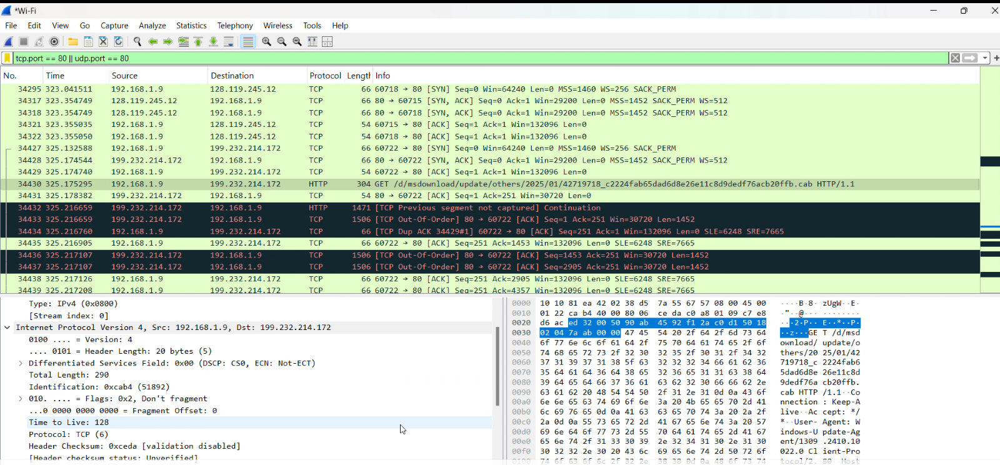 *Wi-Fi
File Edit View Go Capture Analyze Statistics Telephony Wireless Tools Help
tcp.port == 80 || udp.port == 80
No. Time Source Destination Protocol Length Info
34295 323.041511 192.168.1.9 128.119.245.12 TCP 66 60718 → 80 [SYN] Seq=0 Win=64240 Len=0 MSS=1460 WS=256 SACK_PERM
34317 323.354749 128.119.245.12 192.168.1.9 TCP 66 80 → 60715 [SYN, ACK] Seq=0 Ack=1 Win=29200 Len=0 MSS=1452 SACK_PERM WS=512
34318 323.354749 128.119.245.12 192.168.1.9 TCP 66 80 → 60718 [SYN, ACK] Seq=0 Ack=1 Win=29200 Len=0 MSS=1452 SACK_PERM WS=512
34321 323.355035 192.168.1.9 128.119.245.12 TCP 54 60715 → 80 [ACK] Seq=1 Ack=1 Win=132096 Len=0
34322 323.355050 192.168.1.9 128.119.245.12 TCP 54 60718 → 80 [ACK] Seq=1 Ack=1 Win=132096 Len=0
34427 325.132588 192.168.1.9 199.232.214.172 TCP 66 60722 → 80 [SYN] Seq=0 Win=64240 Len=0 MSS=1460 WS=256 SACK_PERM
34428 325.174544 199.232.214.172 192.168.1.9 TCP 66 80 → 60722 [SYN, ACK] Seq=0 Ack=1 Win=29200 Len=0 MSS=1452 SACK_PERM WS=512
34429 325.174740 192.168.1.9 199.232.214.172 TCP 54 60722 → 80 [ACK] Seq=1 Ack=1 Win=132096 Len=0
34430 325.175295 192.168.1.9 199.232.214.172 HTTP 304 GET /d/msdownload/update/others/2025/01/42719718_c2224fab65dad6d8e26e11c8d9dedf76acb20ffb.cab HTTP/1.1
34431 325.178382 199.232.214.172 192.168.1.9 TCP 54 80 → 60722 [ACK] Seq=1 Ack=251 Win=30720 Len=0
34432 325.216659 199.232.214.172 192.168.1.9 HTTP 1471 [TCP Previous segment not captured] Continuation
34433 325.216659 199.232.214.172 192.168.1.9 TCP 1506 [TCP Out-Of-Order] 80 → 60722 [ACK] Seq=1 Ack=251 Win=30720 Len=1452
34434 325.216760 192.168.1.9 199.232.214.172 TCP 66 [TCP Dup ACK 34429#1] 60722 → 80 [ACK] Seq=251 Ack=1 Win=132096 Len=0 SLE=6248 SRE=7665
34435 325.216905 192.168.1.9 199.232.214.172 TCP 66 60722 → 80 [ACK] Seq=251 Ack=1453 Win=132096 Len=0 SLE=6248 SRE=7665
34436 325.217107 199.232.214.172 192.168.1.9 TCP 1506 [TCP Out-Of-Order] 80 → 60722 [ACK] Seq=1453 Ack=251 Win=30720 Len=1452
34437 325.217107 199.232.214.172 192.168.1.9 TCP 1506 [TCP Out-Of-Order] 80 → 60722 [ACK] Seq=2905 Ack=251 Win=30720 Len=1452
34438 325.217126 192.168.1.9 199.232.214.172 TCP 66 60722 → 80 [ACK] Seq=251 Ack=2905 Win=132096 Len=0 SLE=6248 SRE=7665
34439 325.217208 192.168.1.9 199.232.214.172 TCP 66 60722 → 80 [ACK] Seq=251 Ack=4357 Win=132096 Len=0 SLE=6248 SRE=7665
Type: IPv4 (0x0800)
[Stream index: 0]
Internet Protocol Version 4, Src: 192.168.1.9, Dst: 199.232.214.172
0100 .... = Version: 4
.... 0101 = Header Length: 20 bytes (5)
Differentiated Services Field: 0x00 (DSCP: CS0, ECN: Not-ECT)
Total Length: 290
Identification: 0xcab4 (51892)
010. .... = Flags: 0x2, Don't fragment
...0 0000 0000 0000 = Fragment Offset: 0
Time to Live: 128
Protocol: TCP (6)
Header Checksum: 0xceda [validation disabled]
[Header checksum status: Unverified]
0000 10 10 81 ea 42 02 38 d5 7a 55 67 57 08 00 45 00 ····B·8· zUgW··E·
0010 01 22 ca b4 40 00 80 06 ce da c0 a8 01 09 c7 e8 ·"··@··· ········
0020 d6 ac ed 32 00 50 90 ab 45 92 f1 2a c0 d1 50 18 ···2·P·· E··*··P·
0030 02 04 7a ab 00 00 47 45 54 20 2f 64 2f 6d 73 64 ··z···GE T /d/msd
0040 6f 77 6e 6c 6f 61 64 2f 75 70 64 61 74 65 2f 6f ownload/ update/o
0050 74 68 65 72 73 2f 32 30 32 35 2f 30 31 2f 34 32 thers/20 25/01/42
0060 37 31 39 37 31 38 5f 63 32 32 32 34 66 61 62 36 719718_c 2224fab6
0070 35 64 61 64 36 64 38 65 32 36 65 31 31 63 38 64 5dad6d8e 26e11c8d
0080 39 64 65 64 66 37 36 61 63 62 32 30 66 66 62 2e 9dedf76a cb20ffb.
0090 63 61 62 20 48 54 54 50 2f 31 2e 31 0d 0a 43 6f cab HTTP /1.1··Co
00a0 6e 6e 65 63 74 69 6f 6e 3a 20 4b 65 65 70 2d 41 nnection : Keep-A
00b0 6c 69 76 65 0d 0a 41 63 63 65 70 74 3a 20 2a 2f live··Ac cept: */
00c0 2a 0d 0a 55 73 65 72 2d 41 67 65 6e 74 3a 20 57 *··User- Agent: W
00d0 69 6e 64 6f 77 73 2d 55 70 64 61 74 65 2d 41 67 indows-U pdate-Ag
00e0 65 6e 74 2f 31 33 30 39 2e 32 34 31 30 2e 31 30 ent/1309 .2410.10
00f0 30 32 32 2e 30 20 43 6c 69 65 6e 74 2d 50 72 6f 022.0 Cl ient-Pro
0100 74 6f 63 6f 6c 2f 32 2e 38 30 0d 0a 48 6f 73 74 tocol/2. 80··Host